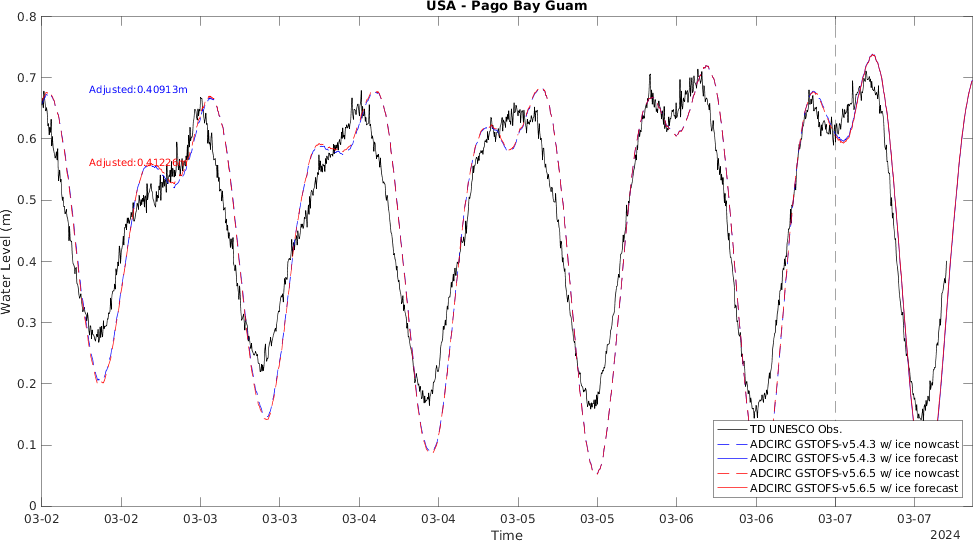 USA - Pago Bay Guam
0.8
0.7
0.6
0.5
0.4
0.3
0.2
0.1
0
Water Level (m)
Adjusted:0.40913m
Adjusted:0.41226m
TD UNESCO Obs.
ADCIRC GSTOFS-v5.4.3 w/ ice nowcast
ADCIRC GSTOFS-v5.4.3 w/ ice forecast
ADCIRC GSTOFS-v5.6.5 w/ ice nowcast
ADCIRC GSTOFS-v5.6.5 w/ ice forecast
03-02 03-02 03-03 03-03 03-04 03-04 03-05 03-05 03-06 03-06 03-07 03-07
Time
2024